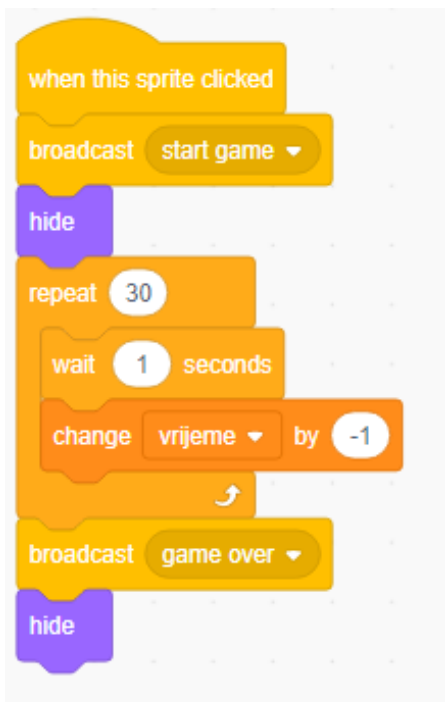 when this sprite clicked
broadcast start game
hide
repeat 30
wait 1 seconds
change vrijeme by -1
broadcast game over
hide